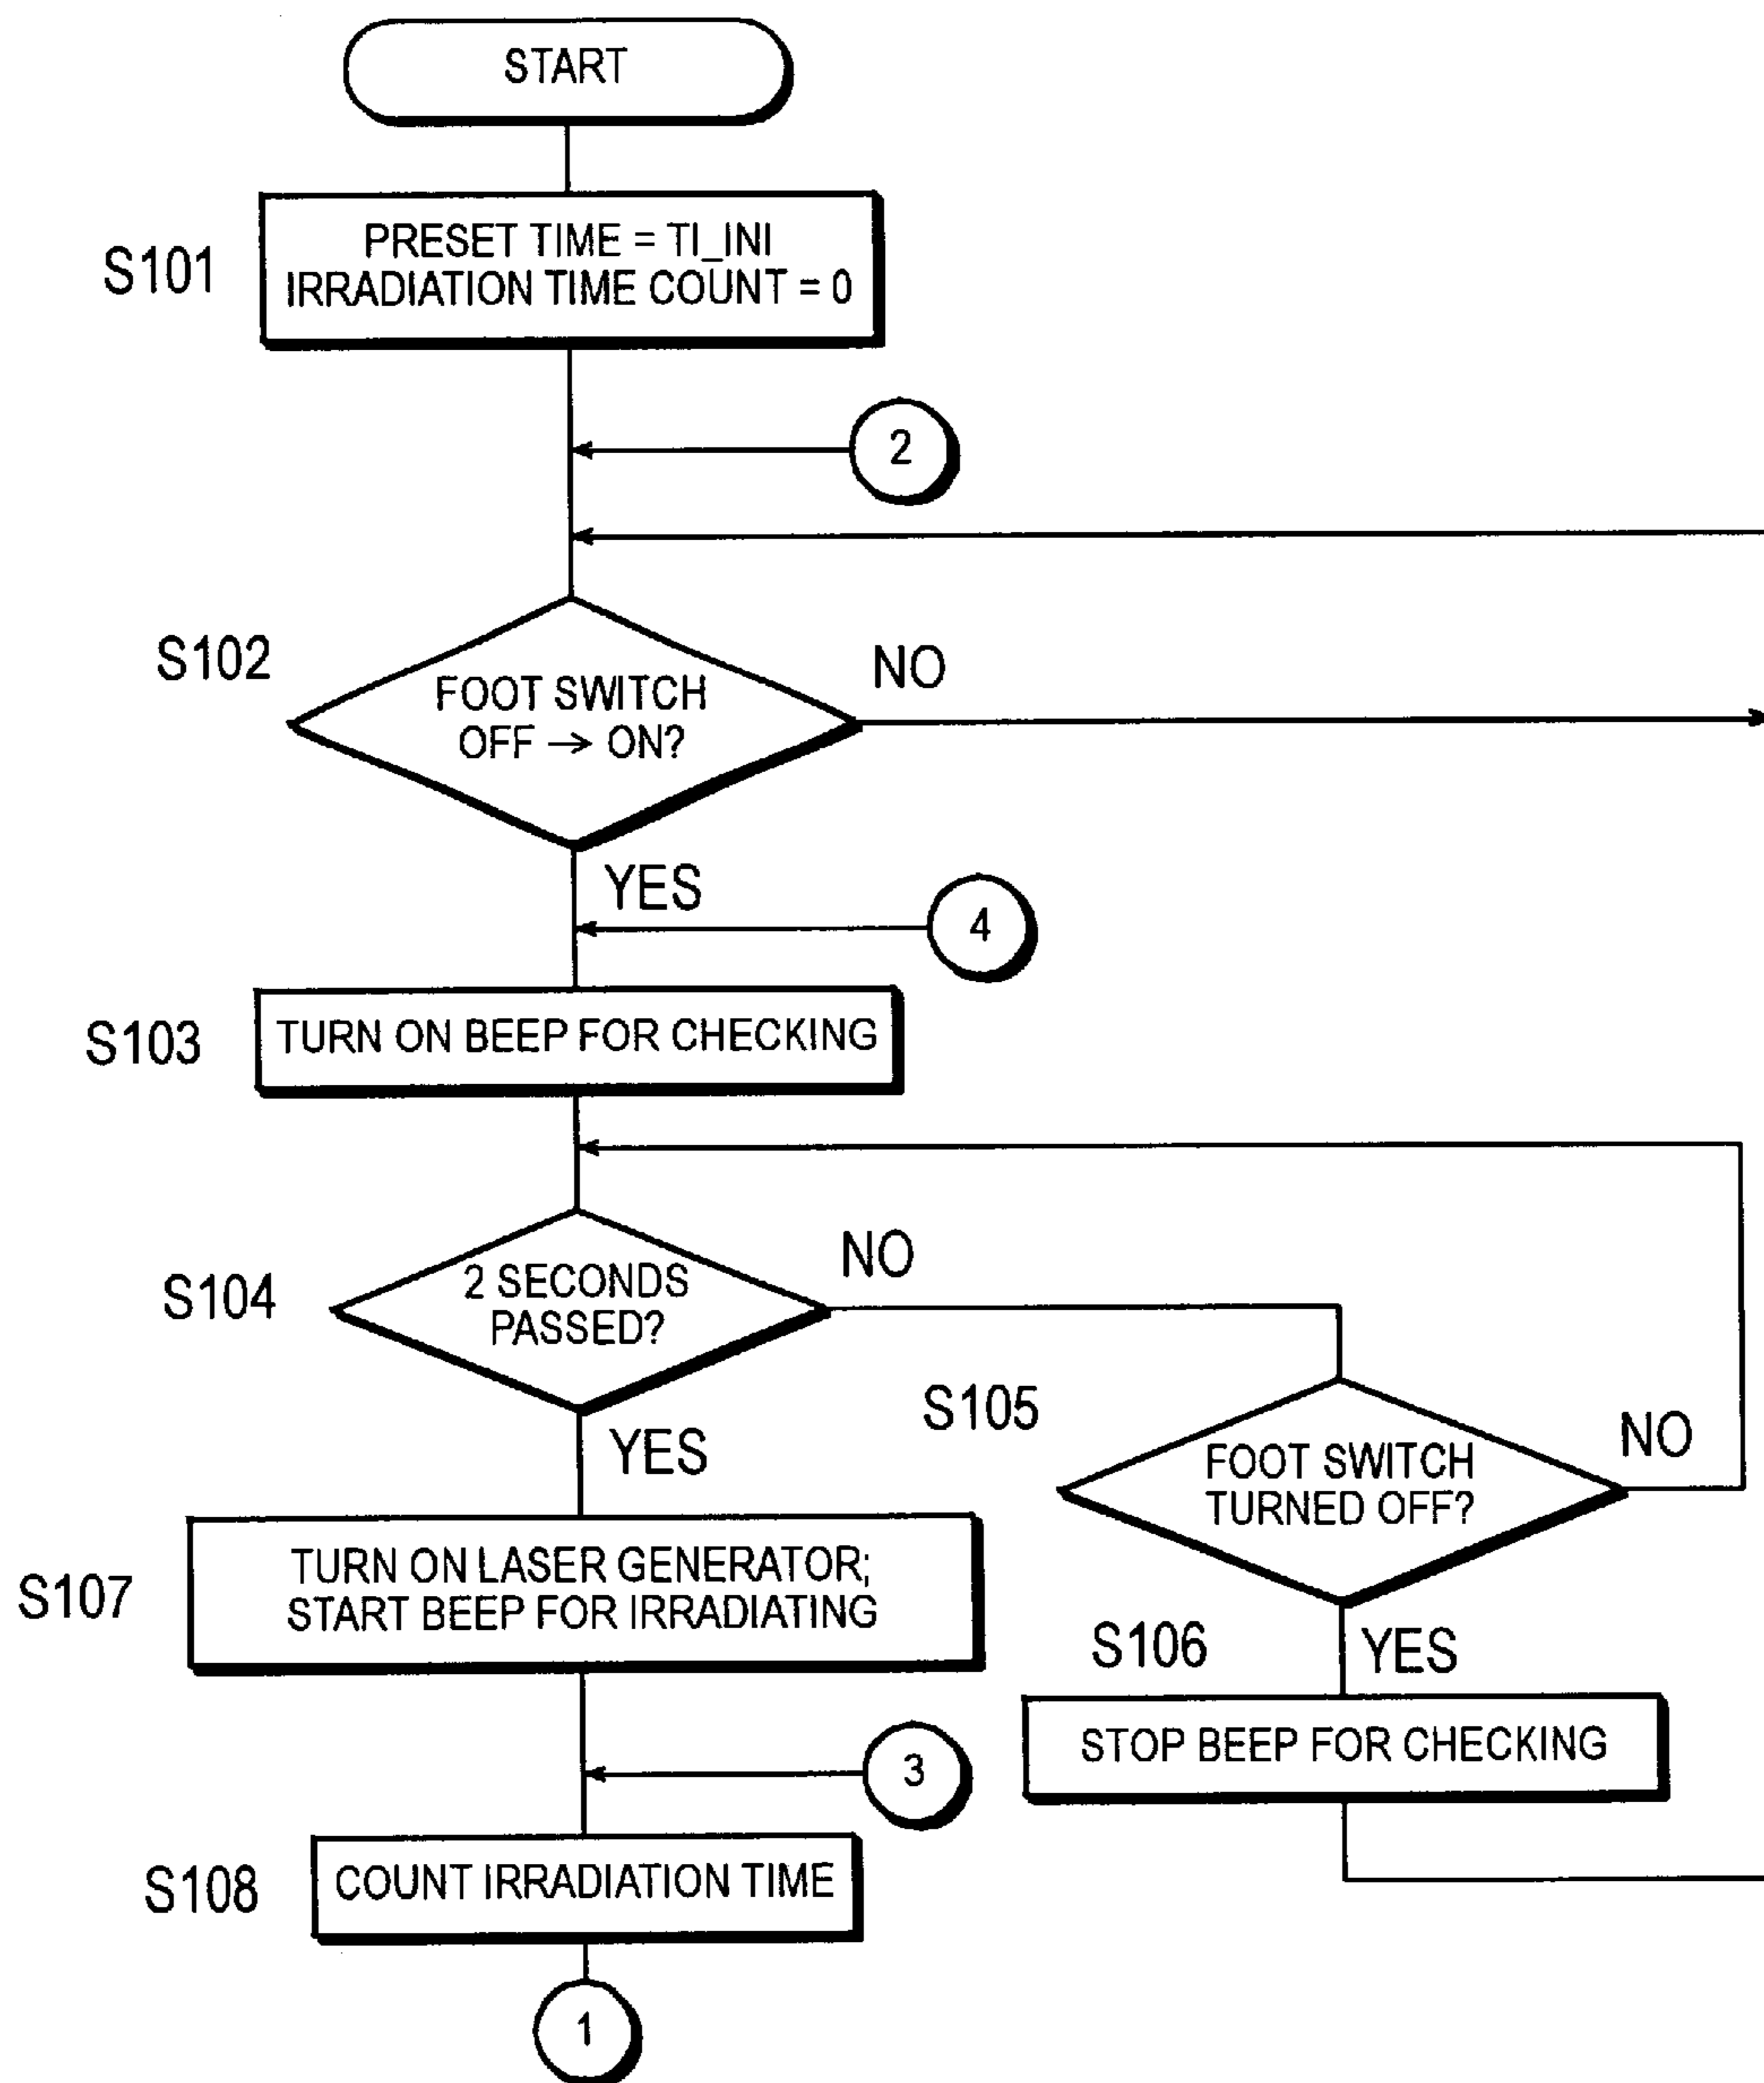 START
S101
PRESET TIME = TI_INI
IRRADIATION TIME COUNT = 0
2
S102
FOOT SWITCH
OFF → ON?
NO
YES
4
S103
TURN ON BEEP FOR CHECKING
S104
2 SECONDS
PASSED?
NO
YES
S105
FOOT SWITCH
TURNED OFF?
NO
S107
TURN ON LASER GENERATOR;
START BEEP FOR IRRADIATING
S106
YES
STOP BEEP FOR CHECKING
3
S108
COUNT IRRADIATION TIME
1